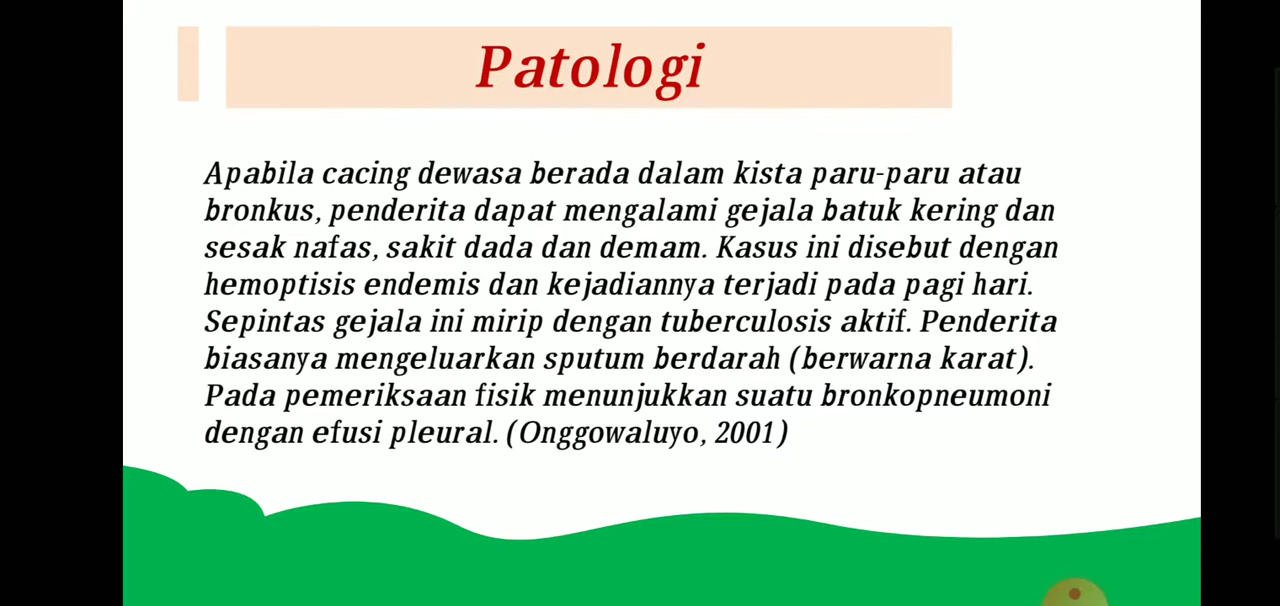 Patologi
Apabila cacing dewasa berada dalam kista paru-paru atau
bronkus, penderita dapat mengalami gejala batuk kering dan
sesak nafas, sakit dada dan demam. Kasus ini disebut dengan
hemoptisis endemis dan kejadiannya terjadi pada pagi hari.
Sepintas gejala ini mirip dengan tuberculosis aktif. Penderita
biasanya mengeluarkan sputum berdarah (berwarna karat).
Pada pemeriksaan fisik menunjukkan suatu bronkopneumoni
dengan efusi pleural. (Onggowaluyo, 2001)